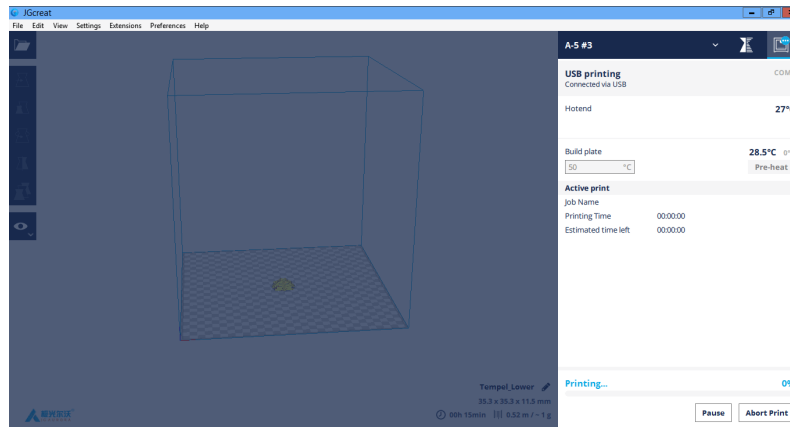 JGcreat
File Edit View Settings Extensions Preferences Help
A-5 #3
USB printing
Connected via USB
COM
Hotend 27°
Build plate 28.5°C 0°
50 °C Pre-heat
Active print
Job Name
Printing Time 00:00:00
Estimated time left 00:00:00
Tempel_Lower
35.3 x 35.3 x 11.5 mm
00h 15min 0.52 m / ~ 1 g
Printing... 0%
Pause Abort Print